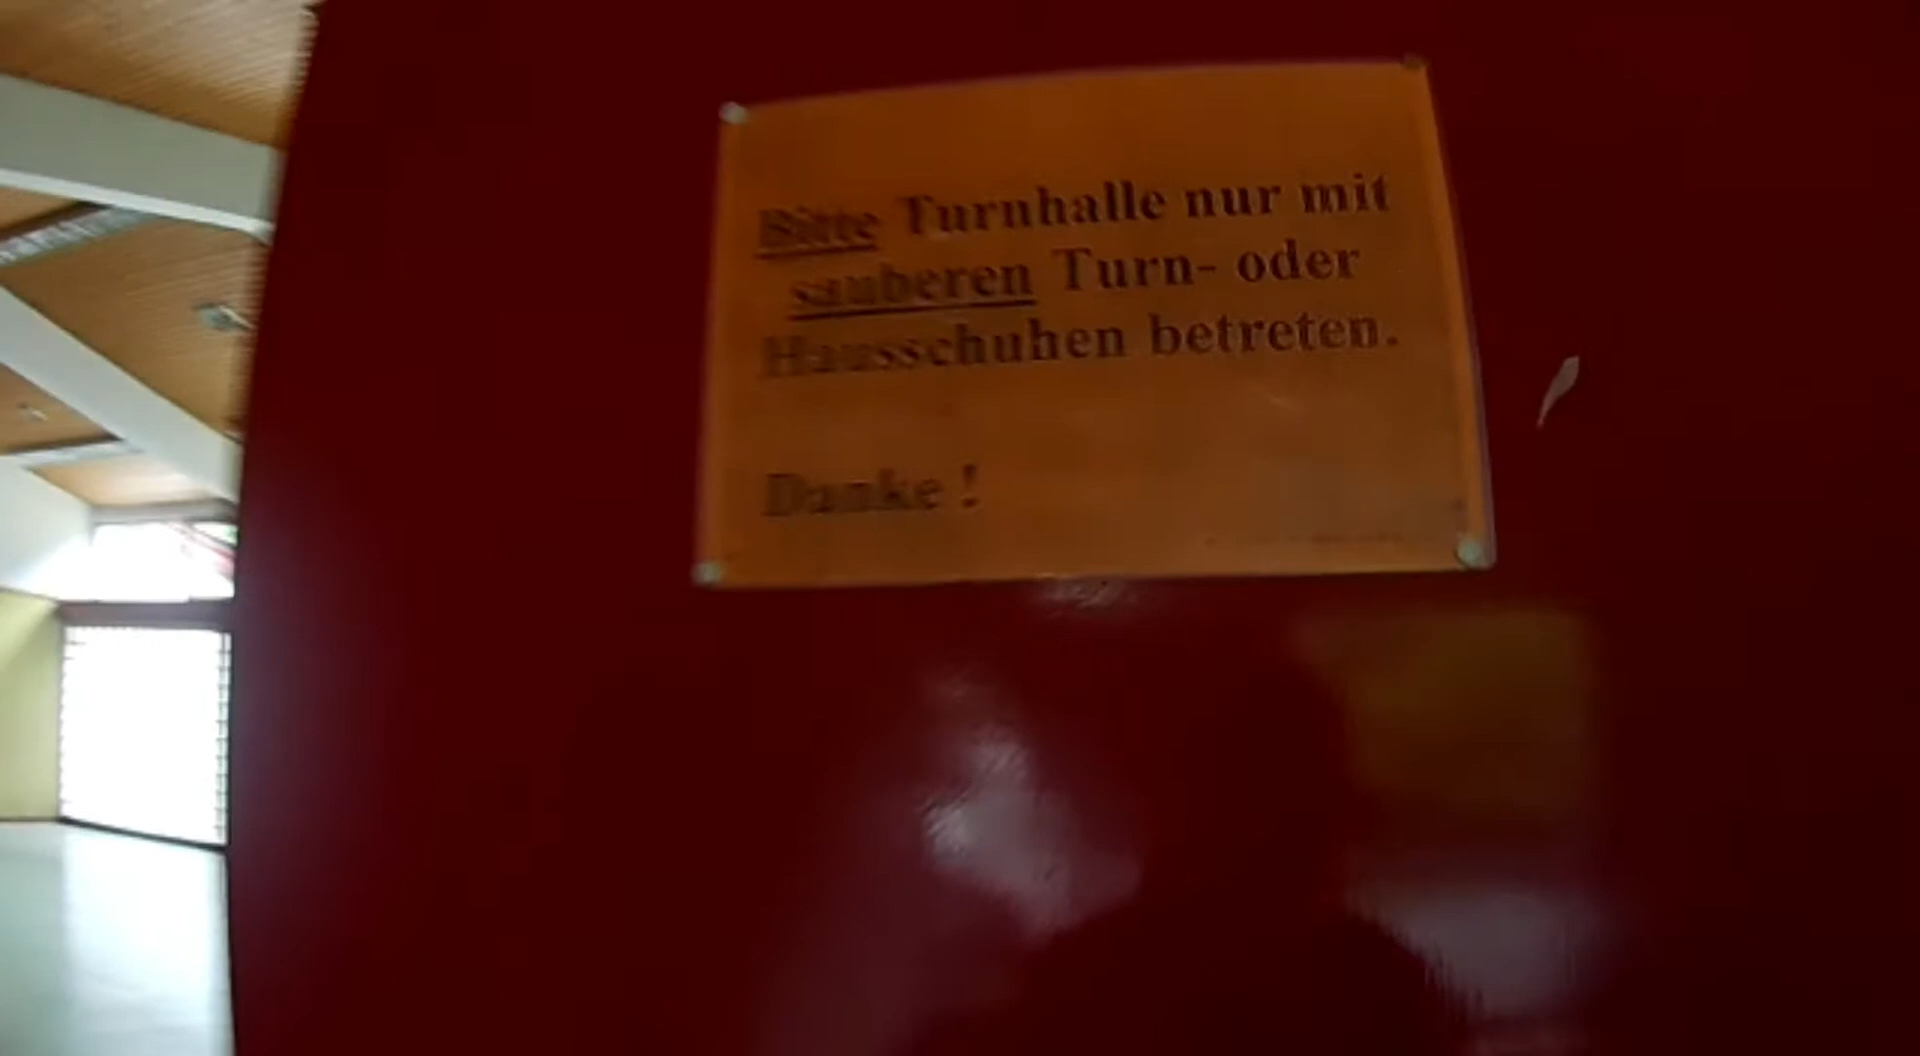 Bitte Turnhalle nur mit
sauberen Turn- oder
Hausschuhen betreten.
Danke !